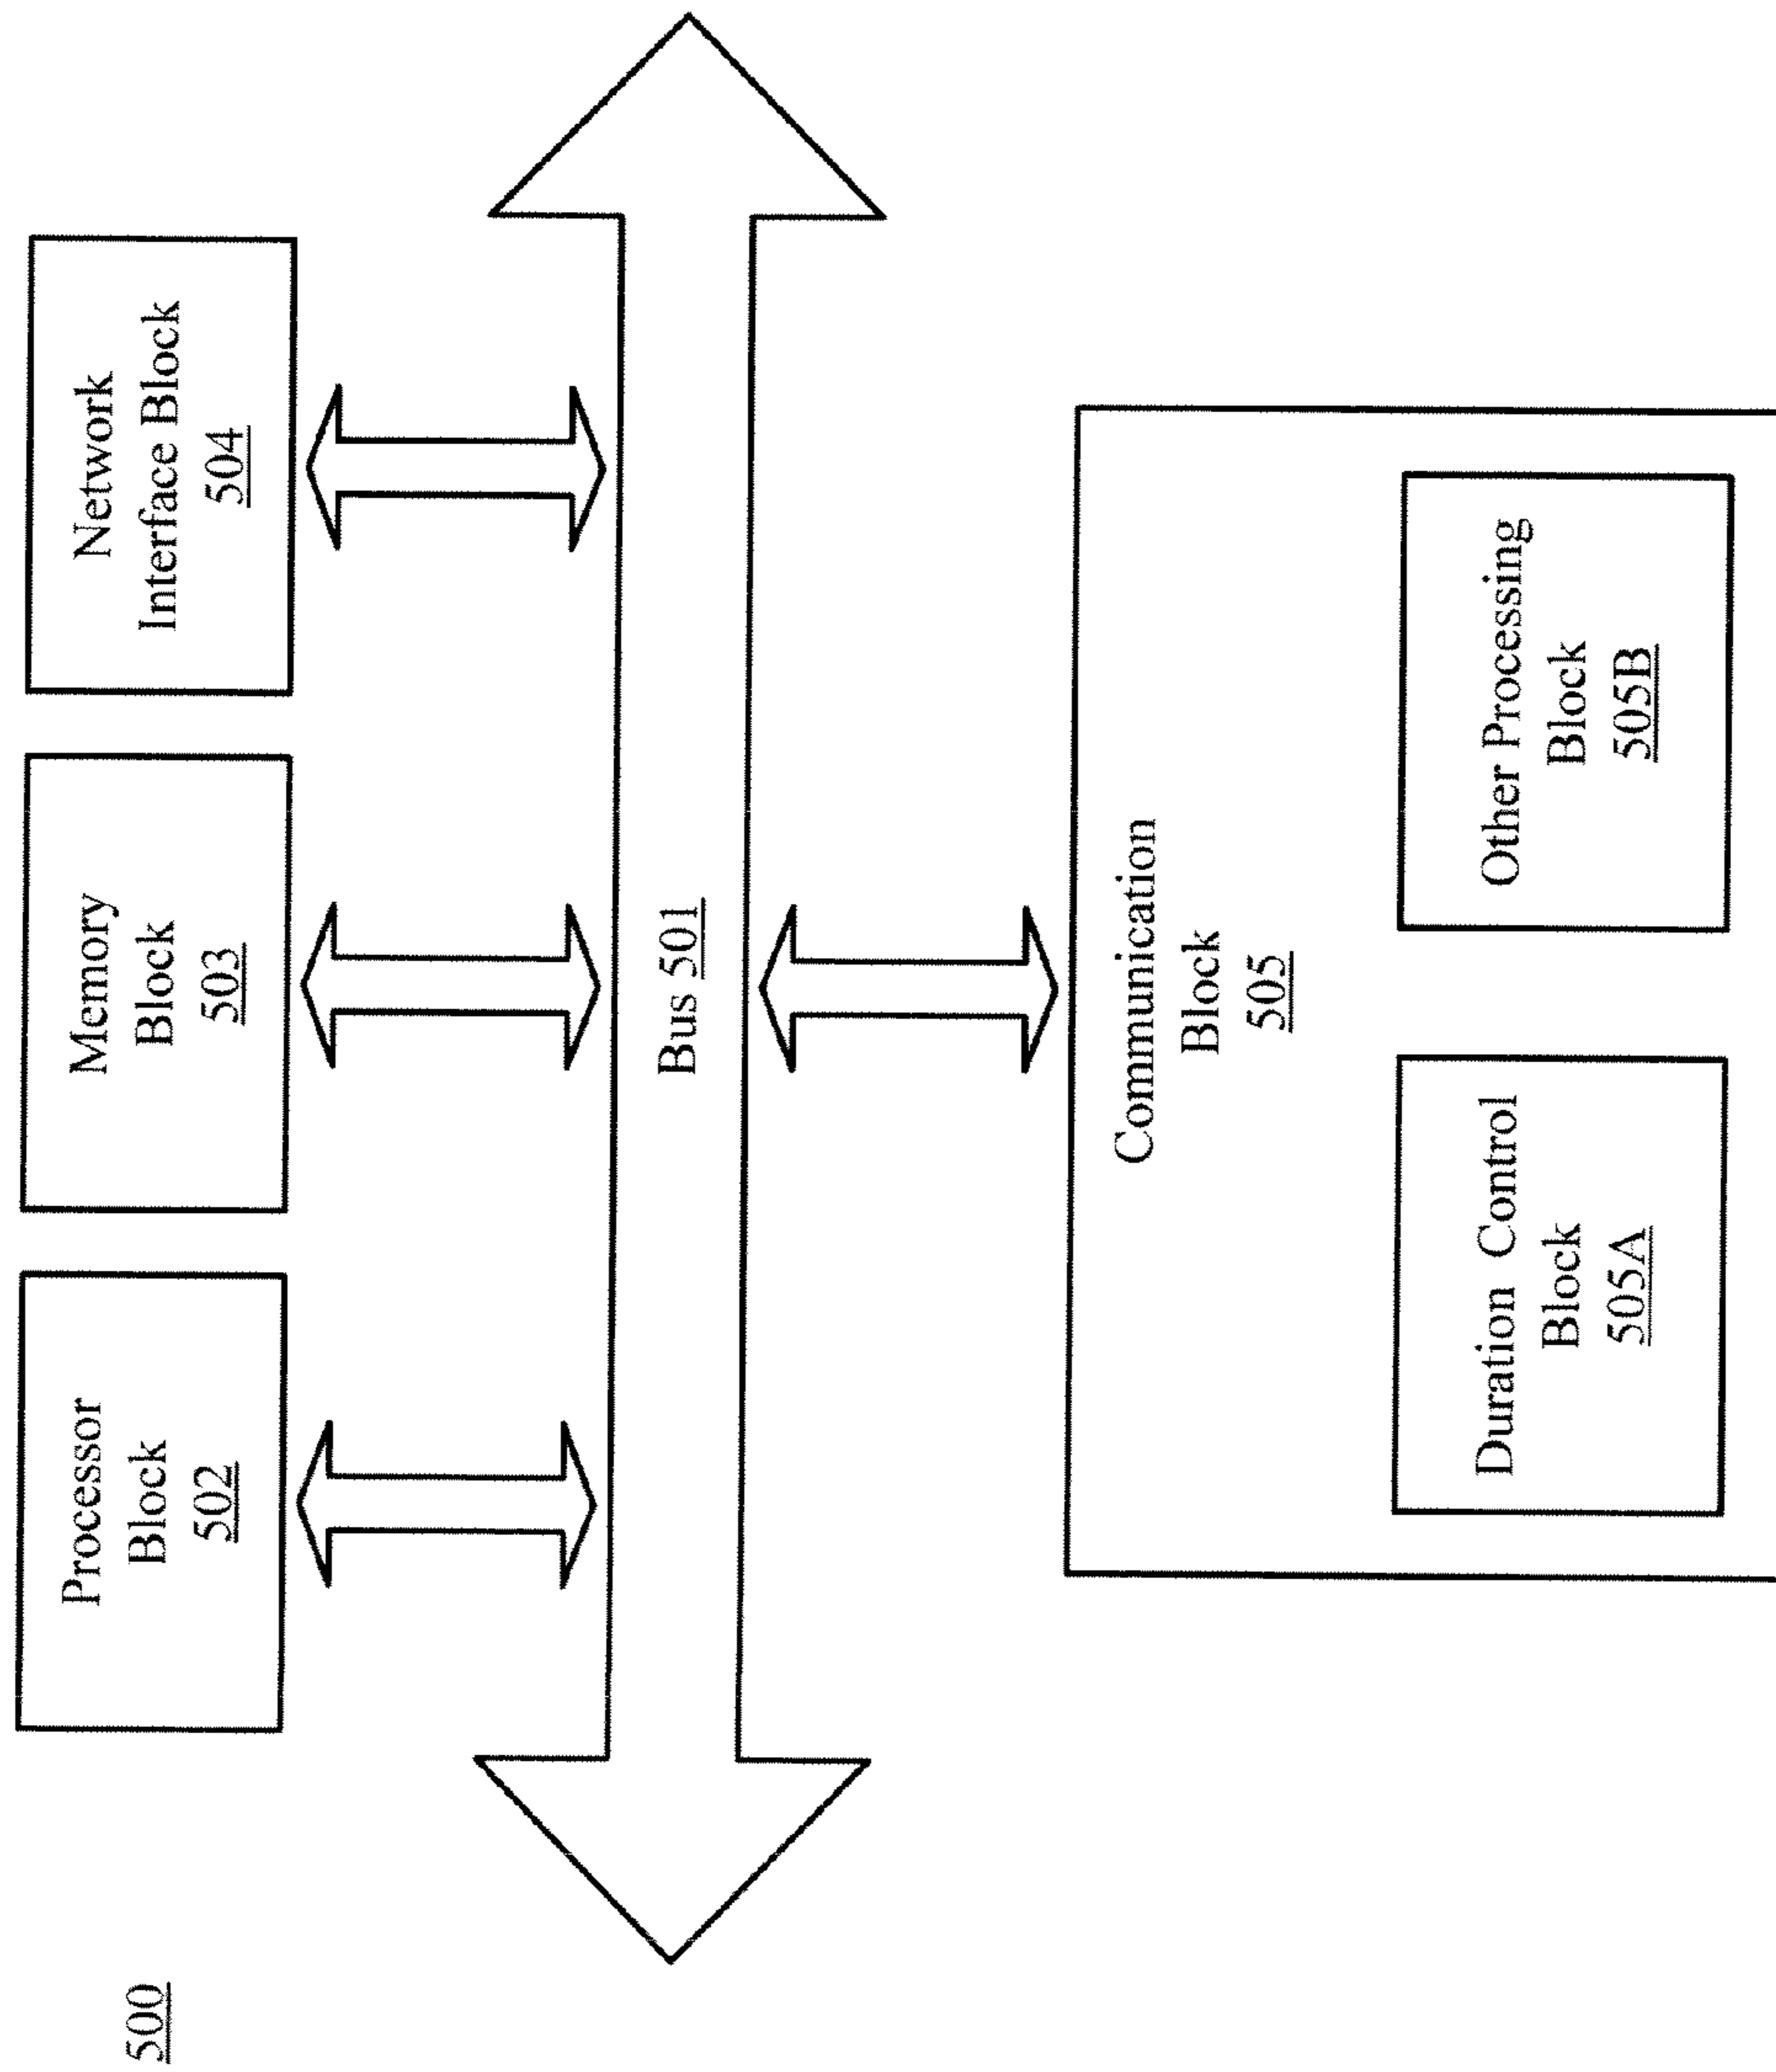 500
Processor
Block
502
Memory
Block
503
Network
Interface Block
504
Bus 501
Communication
Block
505
Duration Control
Block
505A
Other Processing
Block
505B